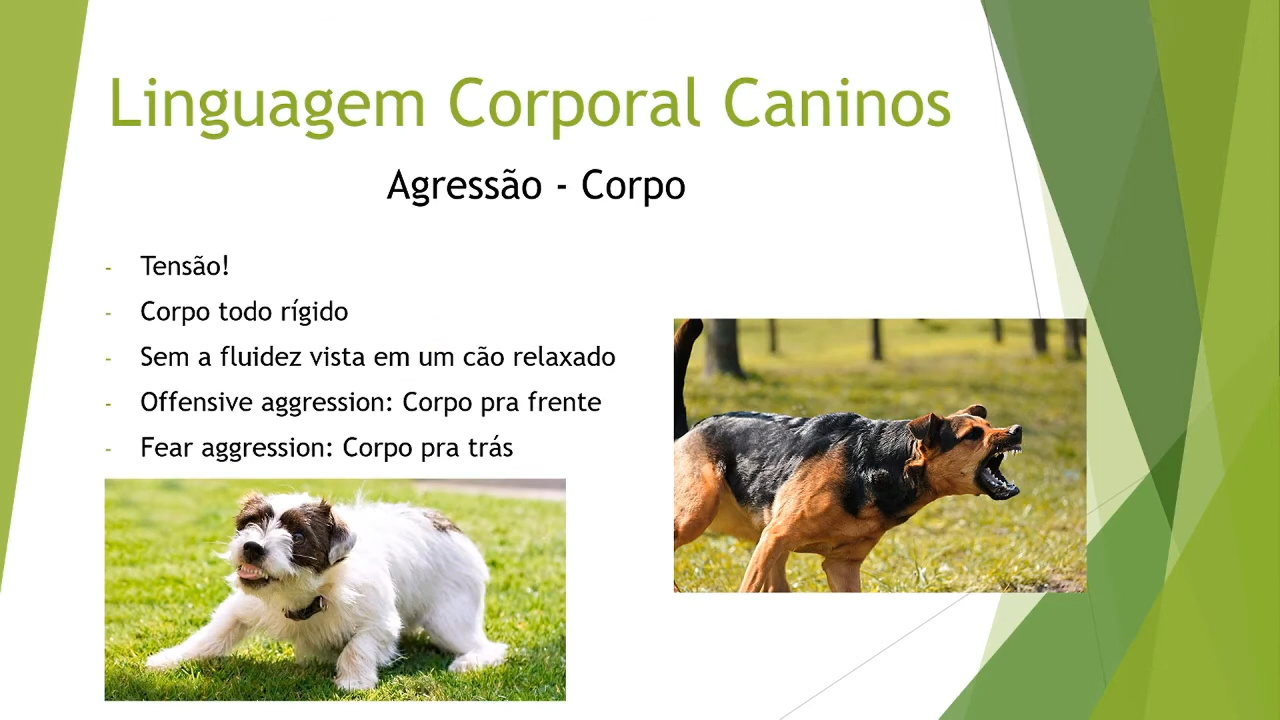 Linguagem Corporal Caninos
Agressão - Corpo
- Tensão!
- Corpo todo rígido
- Sem a fluidez vista em um cão relaxado
- Offensive aggression: Corpo pra frente
- Fear aggression: Corpo pra trás